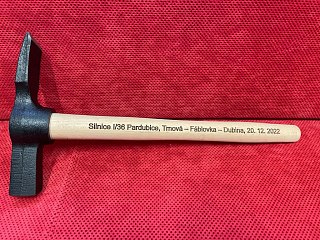 Silnice I/36 Pardubice, Trnová – Fáblovka – Dubina, 20. 12. 2022